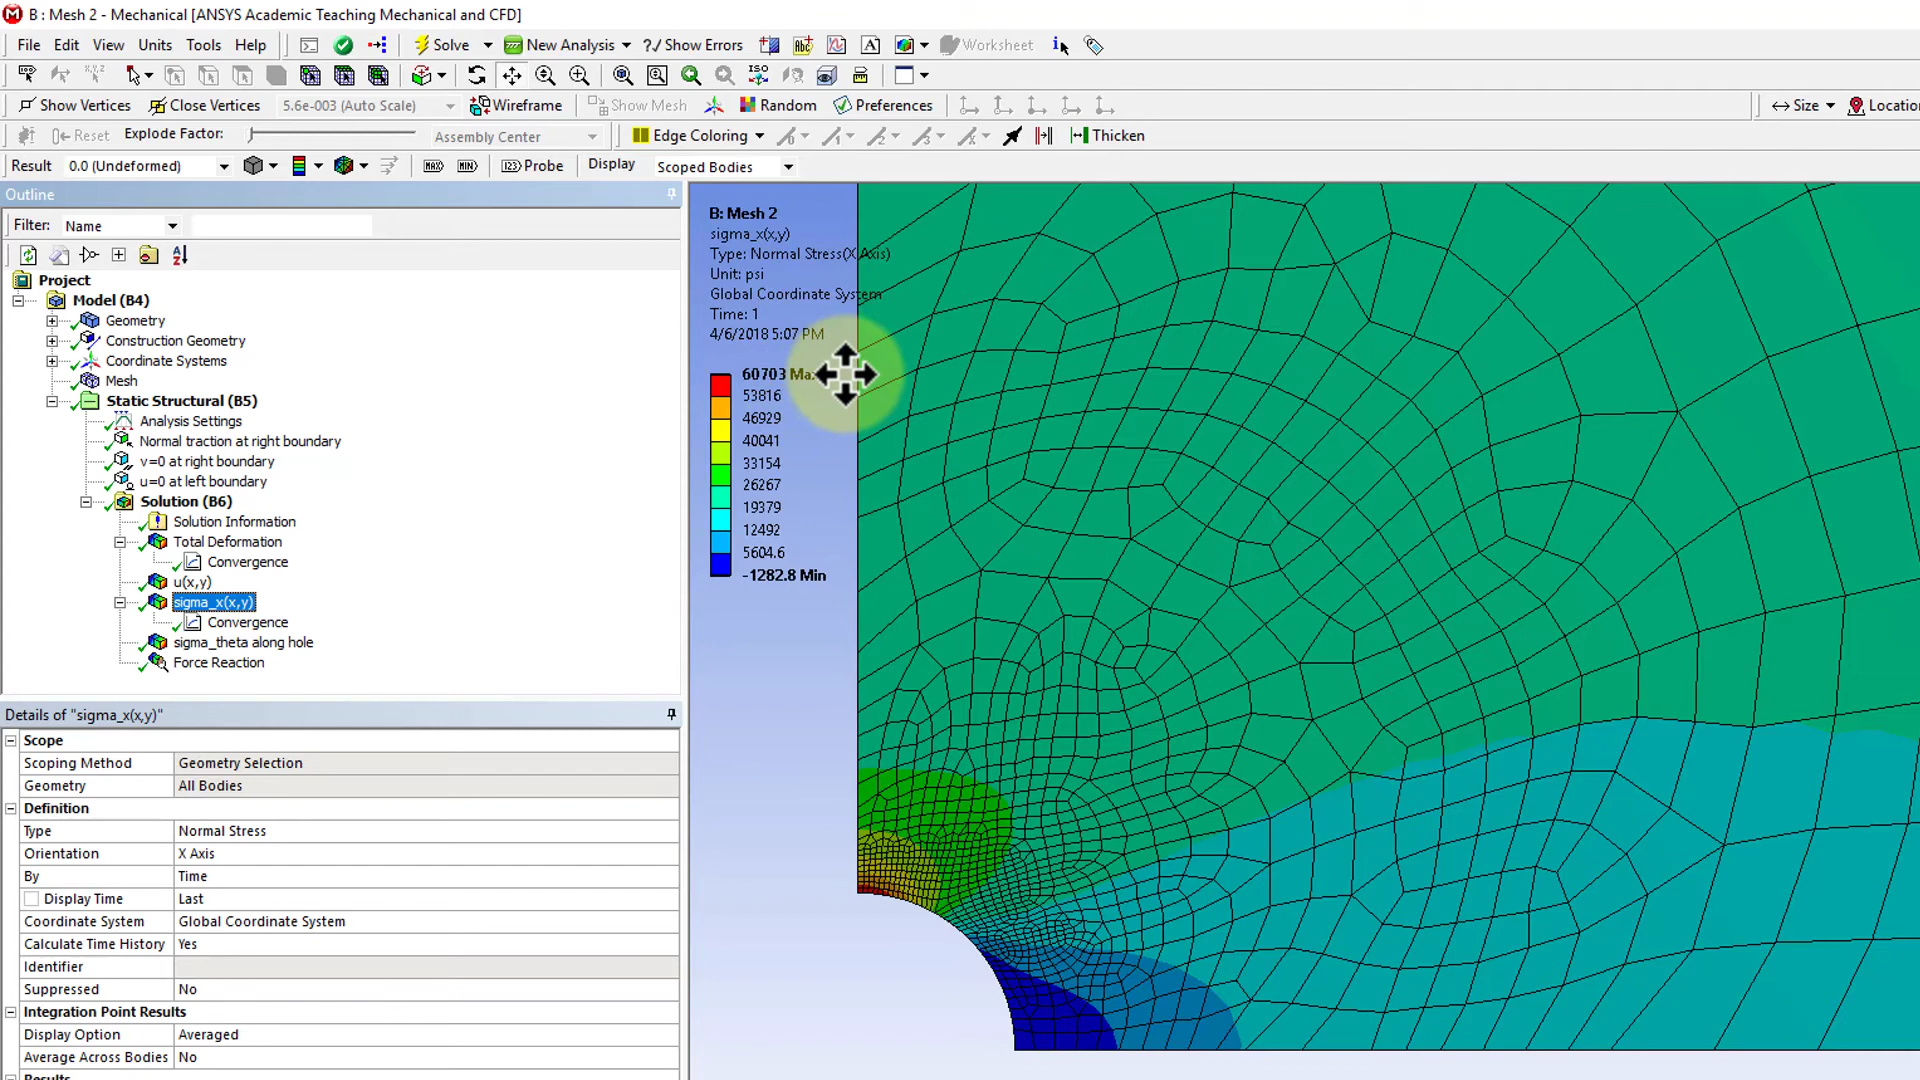 B : Mesh 2 - Mechanical [ANSYS Academic Teaching Mechanical and CFD]
File Edit View Units Tools Help Solve New Analysis ?/ Show Errors Worksheet
Show Vertices Close Vertices 5.6e-003 (Auto Scale) Wireframe Show Mesh Random Preferences Size Locatio
Reset Explode Factor: Assembly Center Edge Coloring Thicken
Result 0.0 (Undeformed) MAX MIN Probe Display Scoped Bodies
Outline
Filter: Name
Project
Model (B4)
Geometry
Construction Geometry
Coordinate Systems
Mesh
Static Structural (B5)
Analysis Settings
Normal traction at right boundary
v=0 at right boundary
u=0 at left boundary
Solution (B6)
Solution Information
Total Deformation
Convergence
u(x,y)
sigma_x(x,y)
Convergence
sigma_theta along hole
Force Reaction
Details of "sigma_x(x,y)"
Scope
Scoping Method Geometry Selection
Geometry All Bodies
Definition
Type Normal Stress
Orientation X Axis
By Time
Display Time Last
Coordinate System Global Coordinate System
Calculate Time History Yes
Identifier
Suppressed No
Integration Point Results
Display Option Averaged
Average Across Bodies No
Results
B: Mesh 2
sigma_x(x,y)
Type: Normal Stress(X Axis)
Unit: psi
Global Coordinate System
Time: 1
4/6/2018 5:07 PM
60703 Max
53816
46929
40041
33154
26267
19379
12492
5604.6
-1282.8 Min